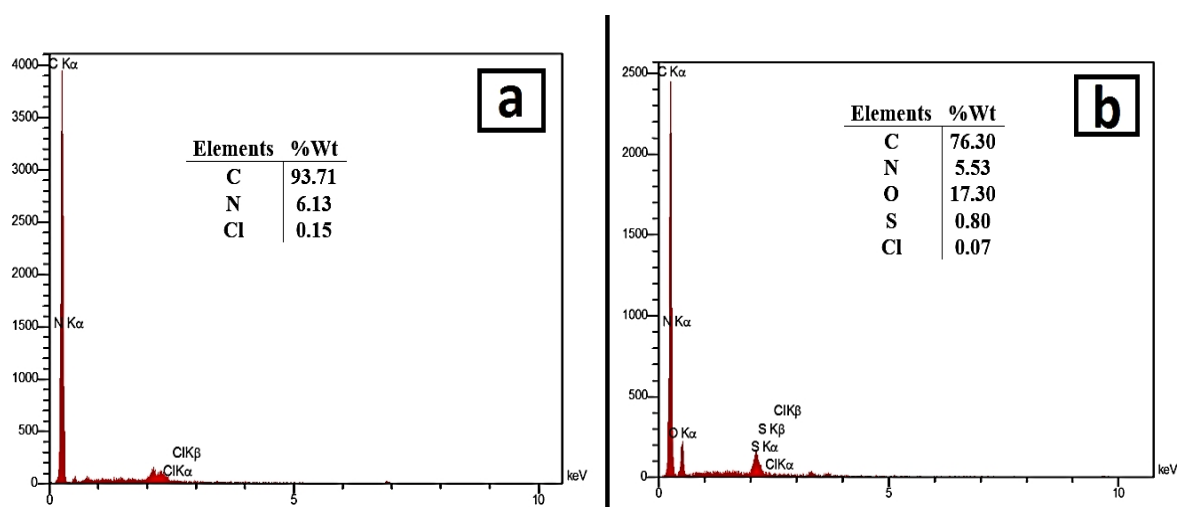 a
4000
C Kα
3500
3000
2500
2000
1500
1000
500
0
N Kα
Elements %Wt
C 93.71
N 6.13
Cl 0.15
ClKβ
ClKα
keV
0 5 10
b
2500
C Kα
2000
1500
1000
500
0
N Kα
O Kα
Elements %Wt
C 76.30
N 5.53
O 17.30
S 0.80
Cl 0.07
ClKβ
S Kβ
S Kα
ClKα
keV
0 5 10